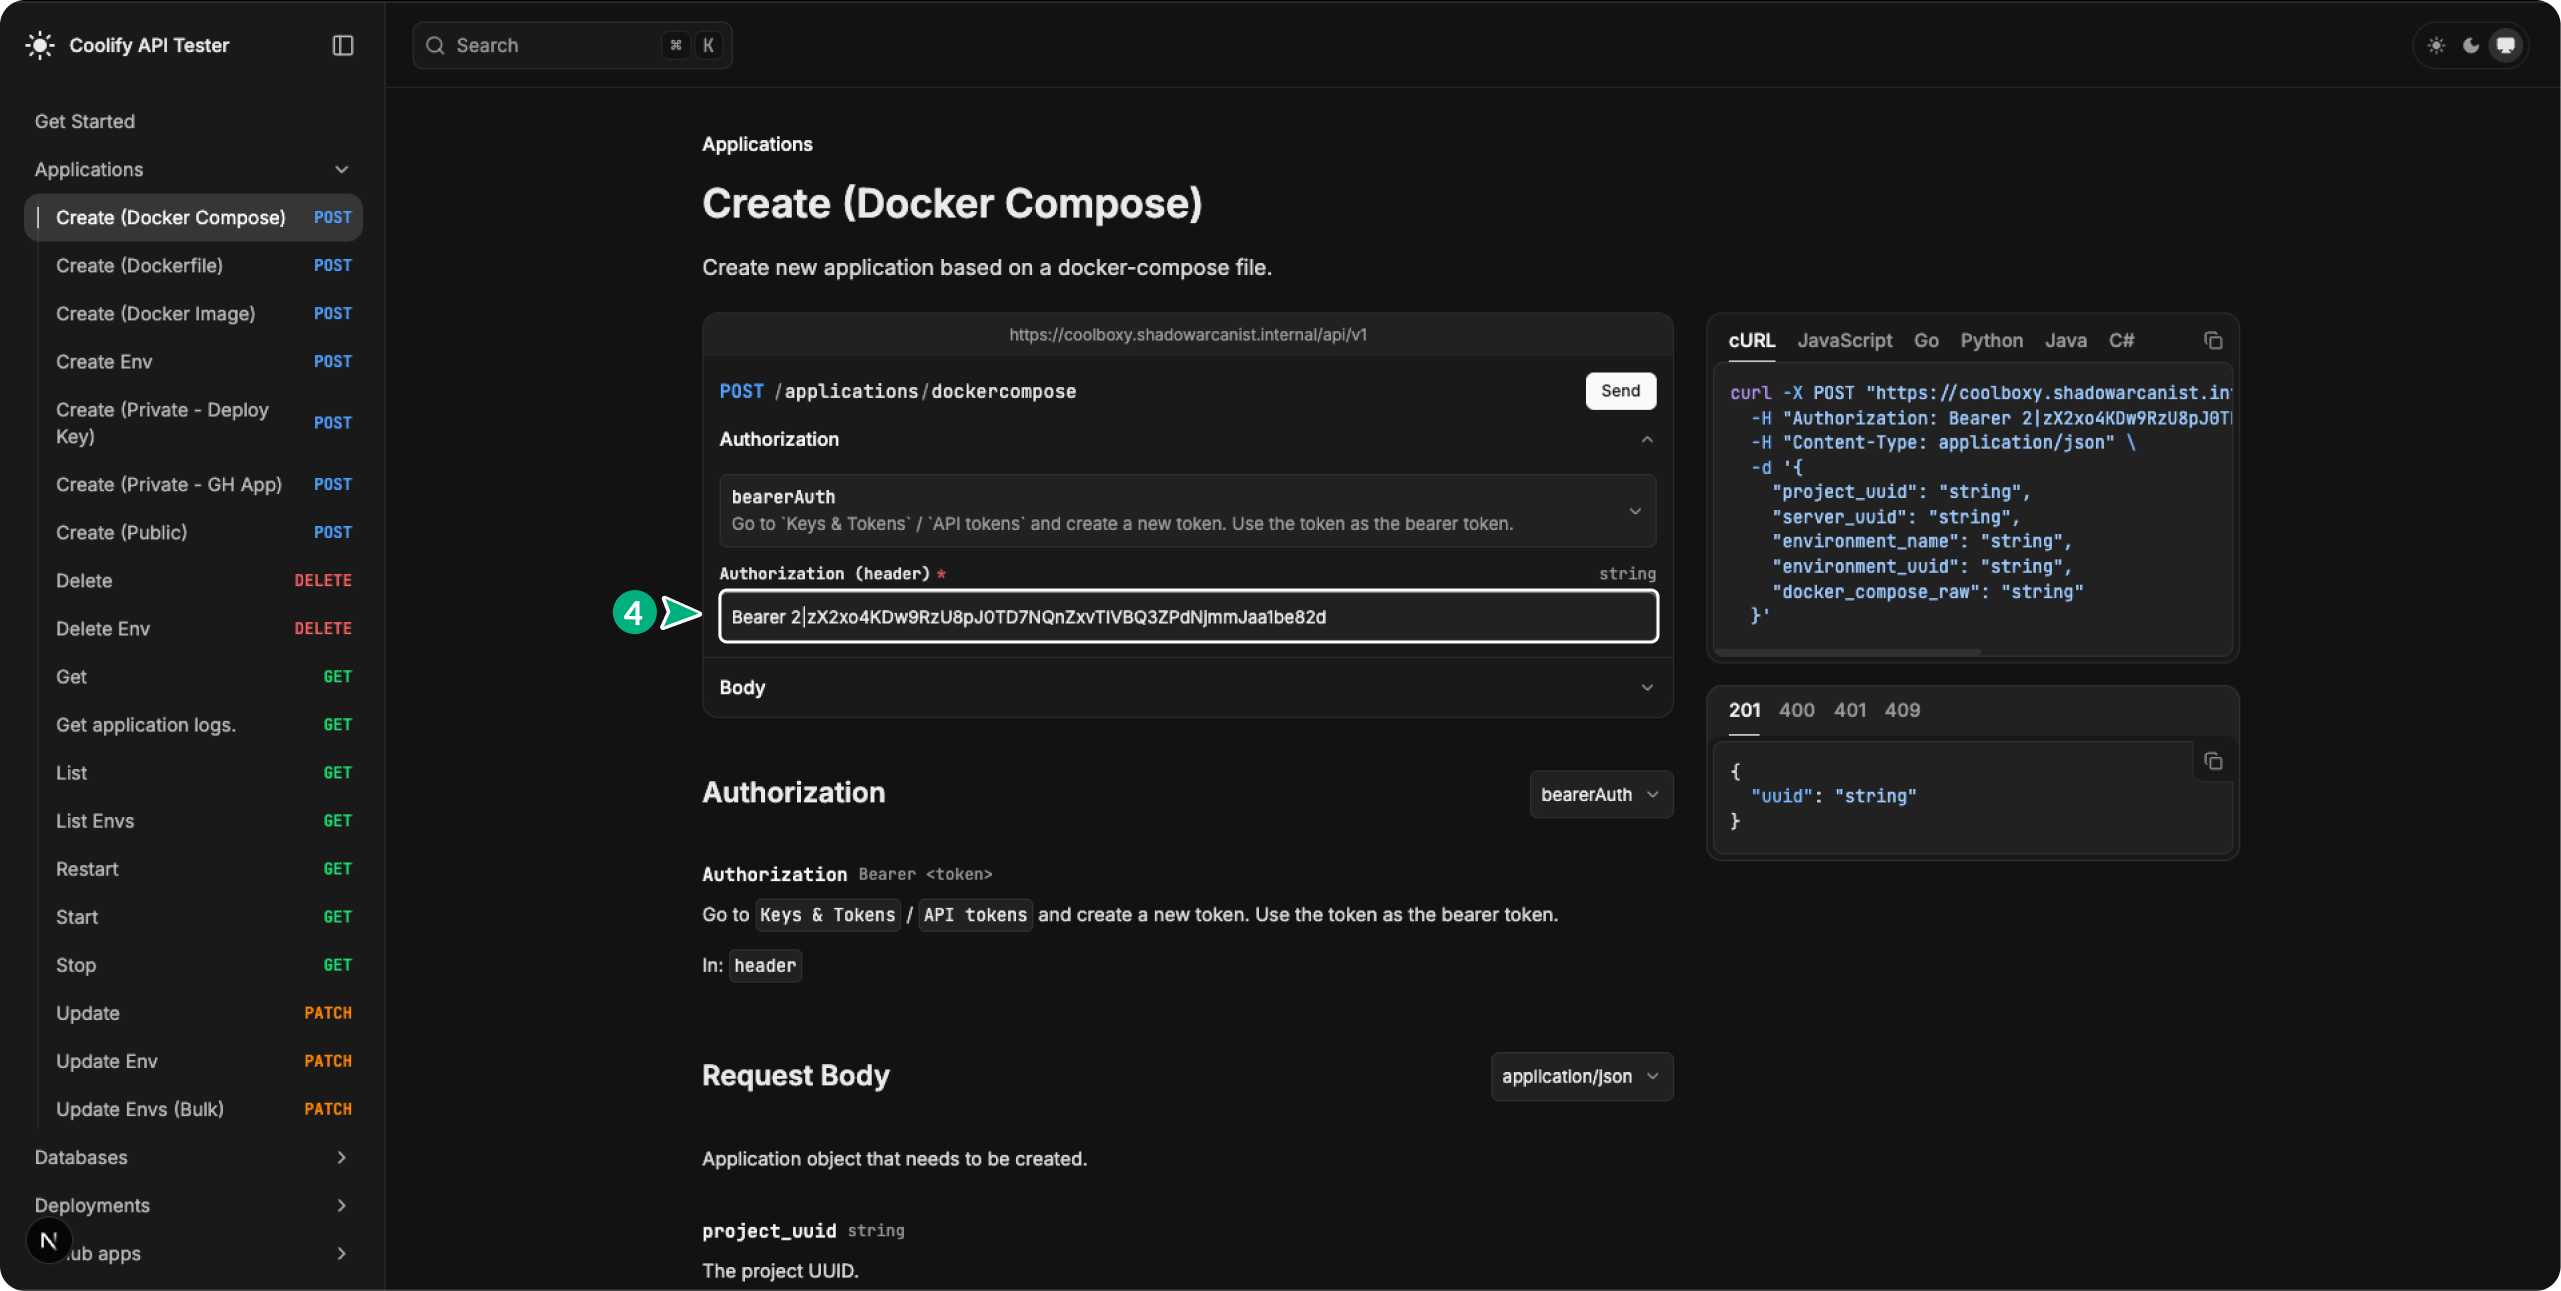 Coolify API Tester
Search
⌘ K
Get Started
Applications
Create (Docker Compose) POST
Create (Dockerfile) POST
Create (Docker Image) POST
Create Env POST
Create (Private - Deploy
Key) POST
Create (Private - GH App) POST
Create (Public) POST
Delete DELETE
Delete Env DELETE
Get GET
Get application logs. GET
List GET
List Envs GET
Restart GET
Start GET
Stop GET
Update PATCH
Update Env PATCH
Update Envs (Bulk) PATCH
Databases
Deployments
N
ub apps
Applications
Create (Docker Compose)
Create new application based on a docker-compose file.
https://coolboxy.shadowarcanist.internal/api/v1
POST /applications/dockercompose
Send
Authorization
bearerAuth
Go to `Keys & Tokens` / `API tokens` and create a new token. Use the token as the bearer token.
Authorization (header) * string
4
Bearer 2|zX2xo4KDw9RzU8pJ0TD7NQnZxvTIVBQ3ZPdNjmmJaa1be82d
Body
Authorization
bearerAuth
Authorization Bearer <token>
Go to Keys & Tokens / API tokens and create a new token. Use the token as the bearer token.
In: header
Request Body
application/json
Application object that needs to be created.
project_uuid string
The project UUID.
cURL JavaScript Go Python Java C#
curl -X POST "https://coolboxy.shadowarcanist.in
-H "Authorization: Bearer 2|zX2xo4KDw9RzU8pJ0T
-H "Content-Type: application/json" \
-d '{
"project_uuid": "string",
"server_uuid": "string",
"environment_name": "string",
"environment_uuid": "string",
"docker_compose_raw": "string"
}'
201 400 401 409
{
"uuid": "string"
}